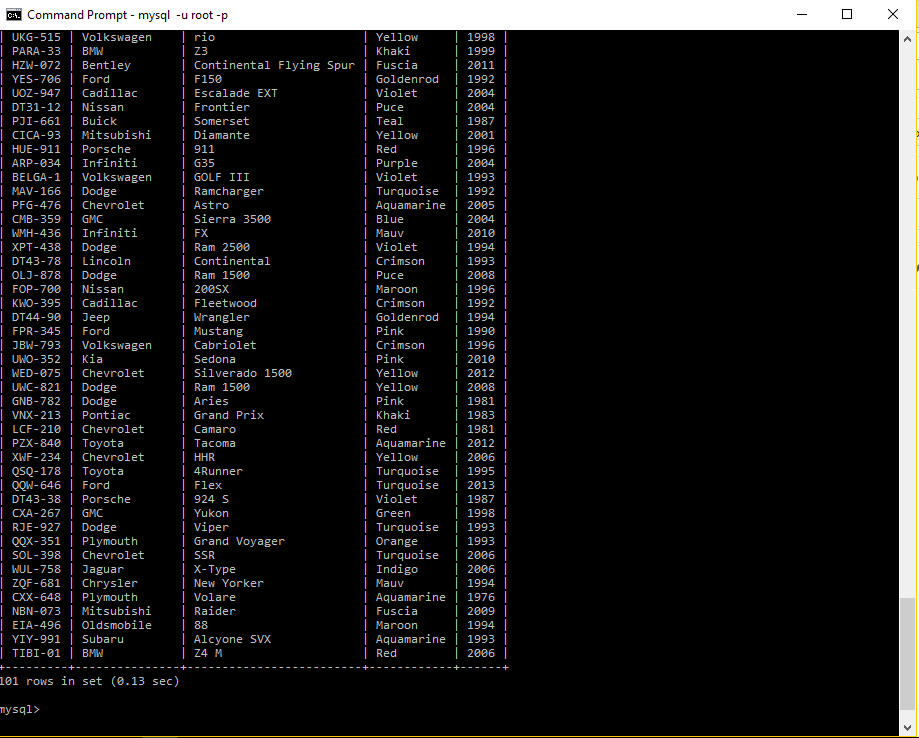 Command Prompt - mysql -u root -p
| UKG-515 | Volkswagen | rio | Yellow | 1998 |
| PARA-33 | BMW | Z3 | Khaki | 1999 |
| HZW-072 | Bentley | Continental Flying Spur | Fuscia | 2011 |
| YES-706 | Ford | F150 | Goldenrod | 1992 |
| UOZ-947 | Cadillac | Escalade EXT | Violet | 2004 |
| DT31-12 | Nissan | Frontier | Puce | 2004 |
| PJI-661 | Buick | Somerset | Teal | 1987 |
| CICA-93 | Mitsubishi | Diamante | Yellow | 2001 |
| HUE-911 | Porsche | 911 | Red | 1996 |
| ARP-034 | Infiniti | G35 | Purple | 2004 |
| BELGA-1 | Volkswagen | GOLF III | Violet | 1993 |
| MAV-166 | Dodge | Ramcharger | Turquoise | 1992 |
| PFG-476 | Chevrolet | Astro | Aquamarine | 2005 |
| CMB-359 | GMC | Sierra 3500 | Blue | 2004 |
| WMH-436 | Infiniti | FX | Mauv | 2010 |
| XPT-438 | Dodge | Ram 2500 | Violet | 1994 |
| DT43-78 | Lincoln | Continental | Crimson | 1993 |
| OLJ-878 | Dodge | Ram 1500 | Puce | 2008 |
| FOP-700 | Nissan | 200SX | Maroon | 1996 |
| KWO-395 | Cadillac | Fleetwood | Crimson | 1992 |
| DT44-90 | Jeep | Wrangler | Goldenrod | 1994 |
| FPR-345 | Ford | Mustang | Pink | 1990 |
| JBW-793 | Volkswagen | Cabriolet | Crimson | 1996 |
| UWO-352 | Kia | Sedona | Pink | 2010 |
| WED-075 | Chevrolet | Silverado 1500 | Yellow | 2012 |
| UWC-821 | Dodge | Ram 1500 | Yellow | 2008 |
| GNB-782 | Dodge | Aries | Pink | 1981 |
| VNX-213 | Pontiac | Grand Prix | Khaki | 1983 |
| LCF-210 | Chevrolet | Camaro | Red | 1981 |
| PZX-840 | Toyota | Tacoma | Aquamarine | 2012 |
| XWF-234 | Chevrolet | HHR | Yellow | 2006 |
| QSQ-178 | Toyota | 4Runner | Turquoise | 1995 |
| QQW-646 | Ford | Flex | Turquoise | 2013 |
| DT43-38 | Porsche | 924 S | Violet | 1987 |
| CXA-267 | GMC | Yukon | Green | 1998 |
| RJE-927 | Dodge | Viper | Turquoise | 1993 |
| QQX-351 | Plymouth | Grand Voyager | Orange | 1993 |
| SOL-398 | Chevrolet | SSR | Turquoise | 2006 |
| WUL-758 | Jaguar | X-Type | Indigo | 2006 |
| ZQF-681 | Chrysler | New Yorker | Mauv | 1994 |
| CXX-648 | Plymouth | Volare | Aquamarine | 1976 |
| NBN-073 | Mitsubishi | Raider | Fuscia | 2009 |
| EIA-496 | Oldsmobile | 88 | Maroon | 1994 |
| YIY-991 | Subaru | Alcyone SVX | Aquamarine | 1993 |
| TIBI-01 | BMW | Z4 M | Red | 2006 |
+---------+---------------+-------------------------+------------+------+
101 rows in set (0.13 sec)
mysql>